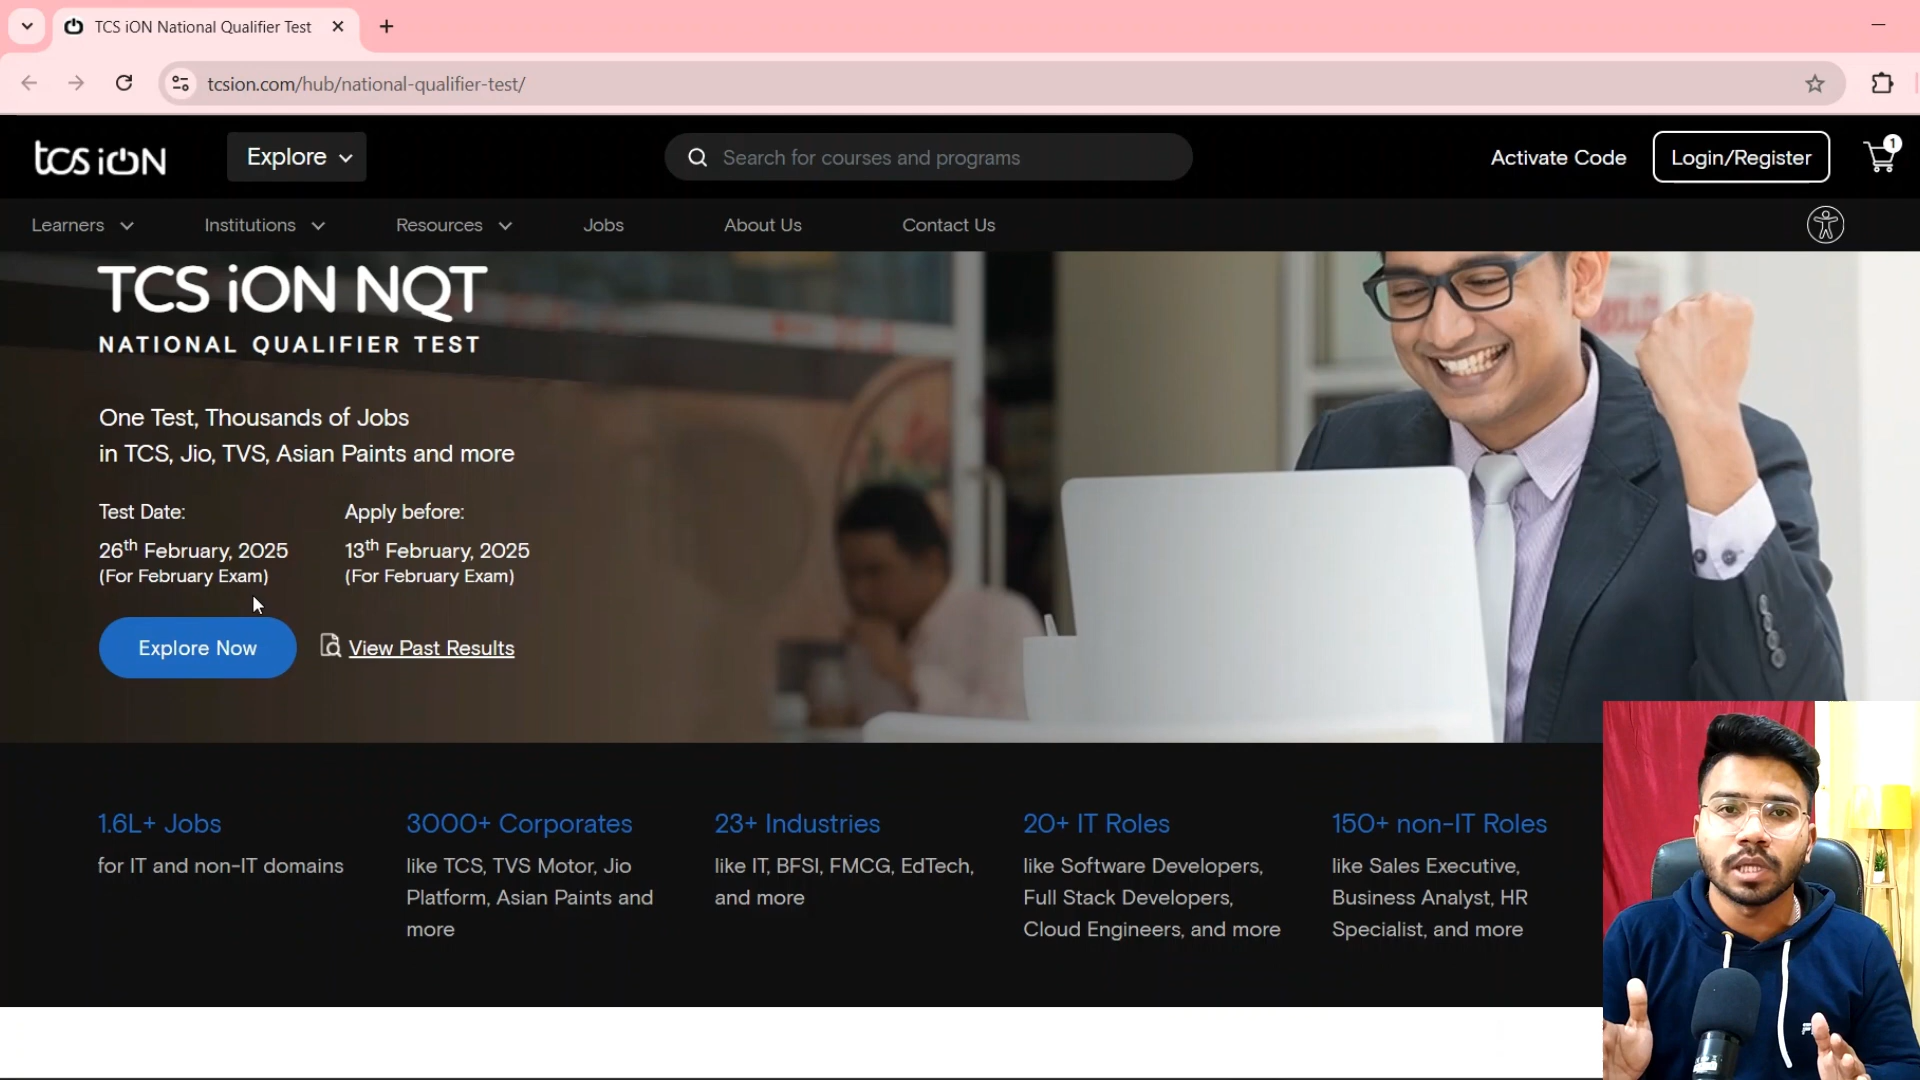 TCS iON National Qualifier Test
tcsion.com/hub/national-qualifier-test/
tcs iON
Explore
Search for courses and programs
Activate Code
Login/Register
1
Learners
Institutions
Resources
Jobs
About Us
Contact Us
TCS iON NQT
NATIONAL QUALIFIER TEST
One Test, Thousands of Jobs
in TCS, Jio, TVS, Asian Paints and more
Test Date:
26th February, 2025
(For February Exam)
Apply before:
13th February, 2025
(For February Exam)
Explore Now
View Past Results
1.6L+ Jobs
for IT and non-IT domains
3000+ Corporates
like TCS, TVS Motor, Jio
Platform, Asian Paints and
more
23+ Industries
like IT, BFSI, FMCG, EdTech,
and more
20+ IT Roles
like Software Developers,
Full Stack Developers,
Cloud Engineers, and more
150+ non-IT Roles
like Sales Executive,
Business Analyst, HR
Specialist, and more